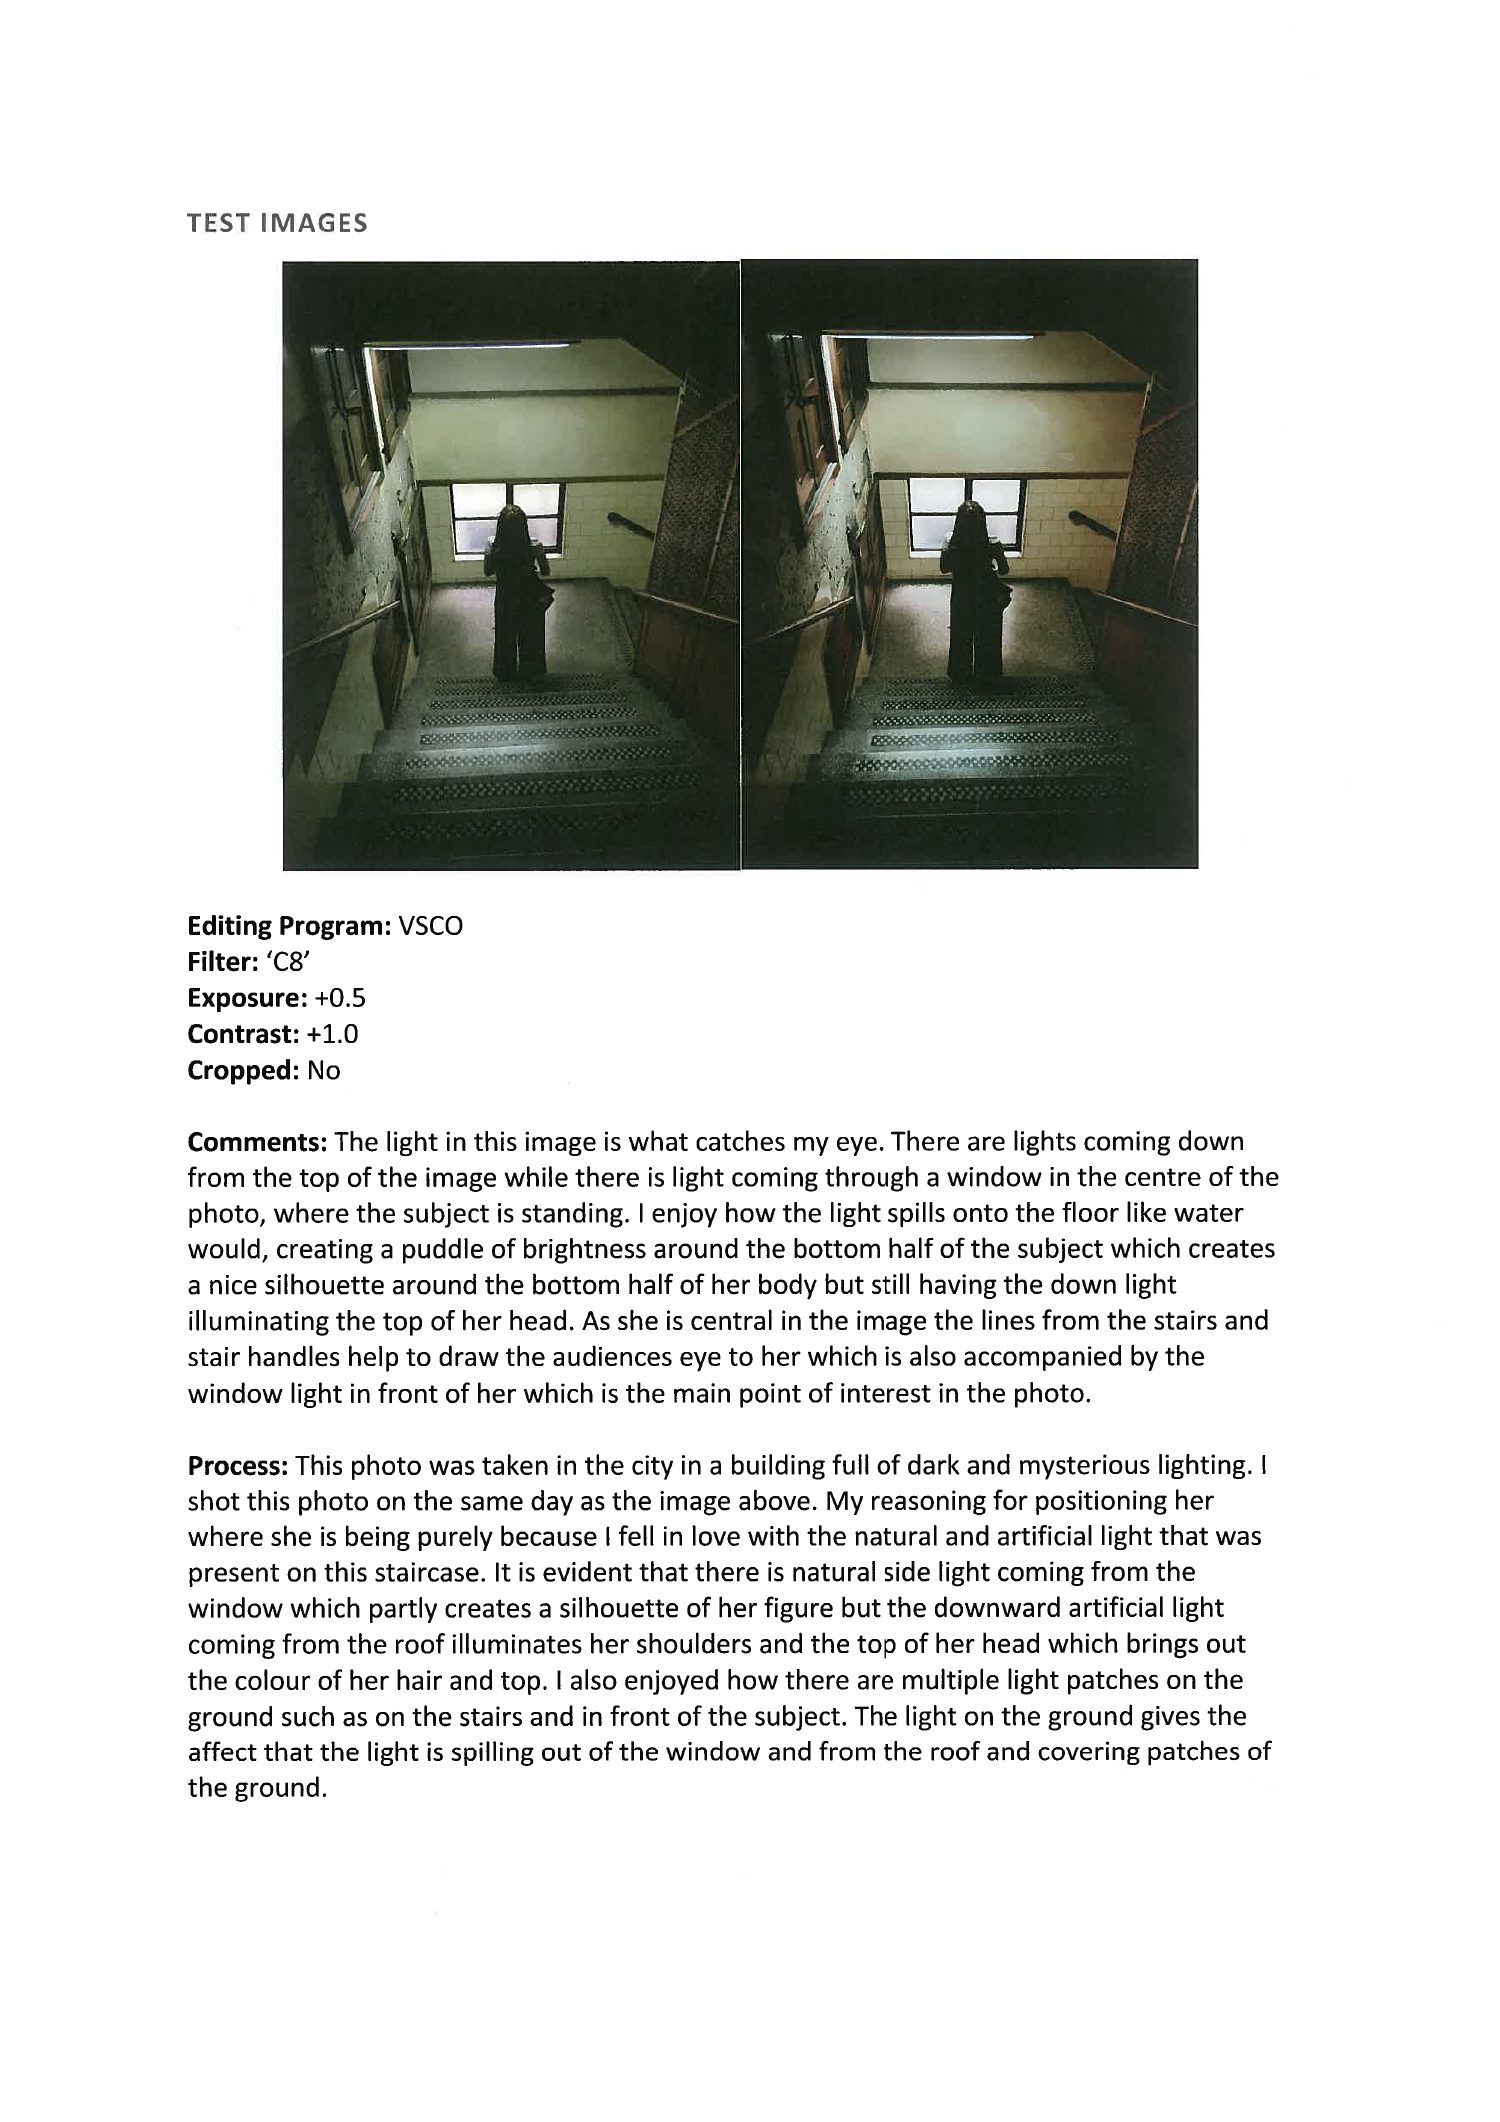 TEST IMAGES
Editing Program: VSCO
Filter: ‘C8’
Exposure: +0.5
Contrast: +1.0
Cropped: No
Comments: The light in this image is what catches my eye. There are lights coming down
from the top of the image while there is light coming through a window in the centre of the
photo, where the subject is standing. I enjoy how the light spills onto the floor like water
would, creating a puddle of brightness around the bottom half of the subject which creates
a nice silhouette around the bottom half of her body but still having the down light
illuminating the top of her head. As she is central in the image the lines from the stairs and
stair handles help to draw the audiences eye to her which is also accompanied by the
window light in front of her which is the main point of interest in the photo.
Process: This photo was taken in the city in a building full of dark and mysterious lighting. I
shot this photo on the same day as the image above. My reasoning for positioning her
where she is being purely because I fell in love with the natural and artificial light that was
present on this staircase. It is evident that there is natural side light coming from the
window which partly creates a silhouette of her figure but the downward artificial light
coming from the roof illuminates her shoulders and the top of her head which brings out
the colour of her hair and top. I also enjoyed how there are multiple light patches on the
ground such as on the stairs and in front of the subject. The light on the ground gives the
affect that the light is spilling out of the window and from the roof and covering patches of
the ground.